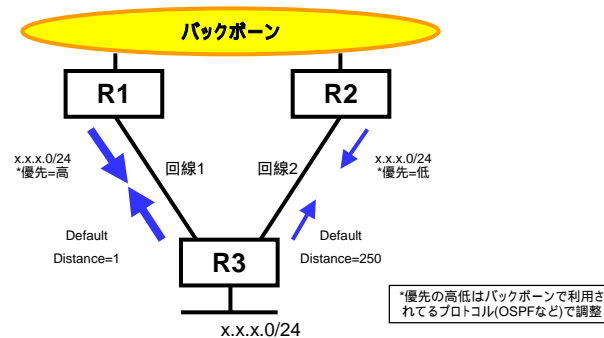 バックボーン
R1
R2
x.x.x.0/24
*優先=高
回線1
回線2
x.x.x.0/24
*優先=低
Default
Distance=1
Default
Distance=250
R3
*優先の高低はバックボーンで利用さ
れてるプロトコル(OSPFなど)で調整
x.x.x.0/24